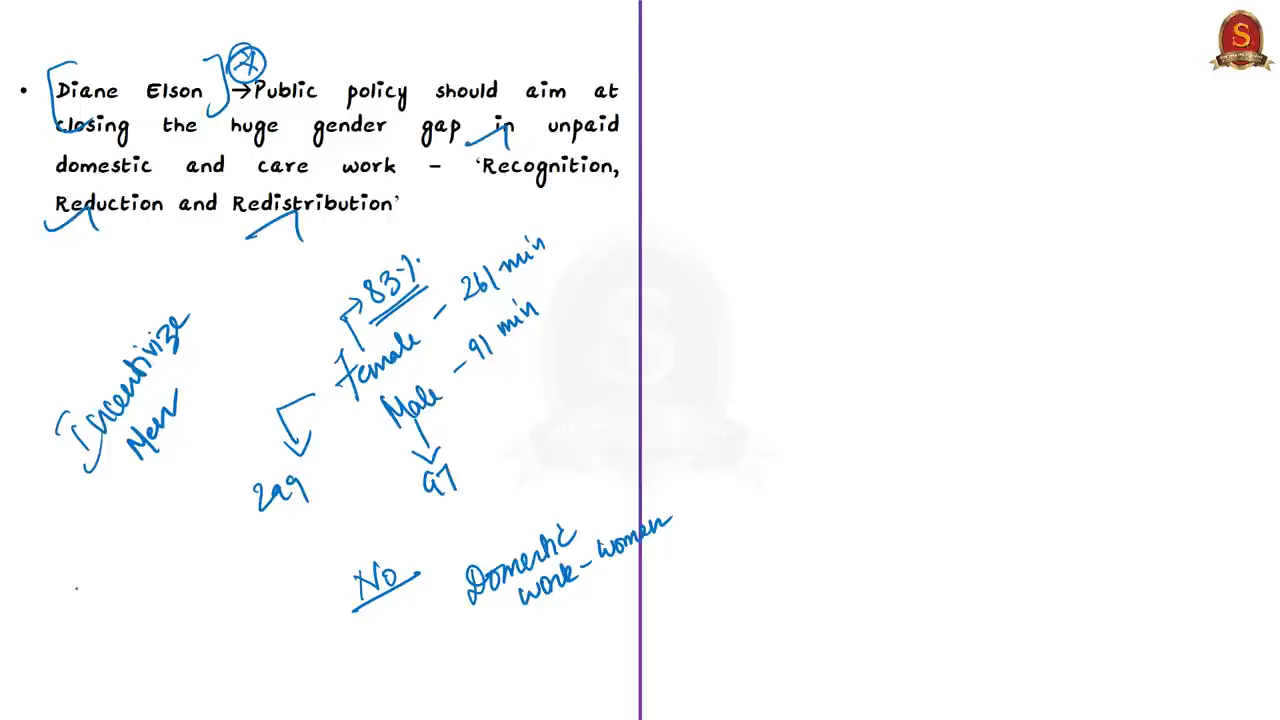 • Diane Elson → Public policy should aim at
closing the huge gender gap in unpaid
domestic and care work – ‘Recognition,
Reduction and Redistribution’
→ 83%
Female – 261 min
Male – 91 min
Incentivize
Men
299
97
No
Domestic
work – women
S